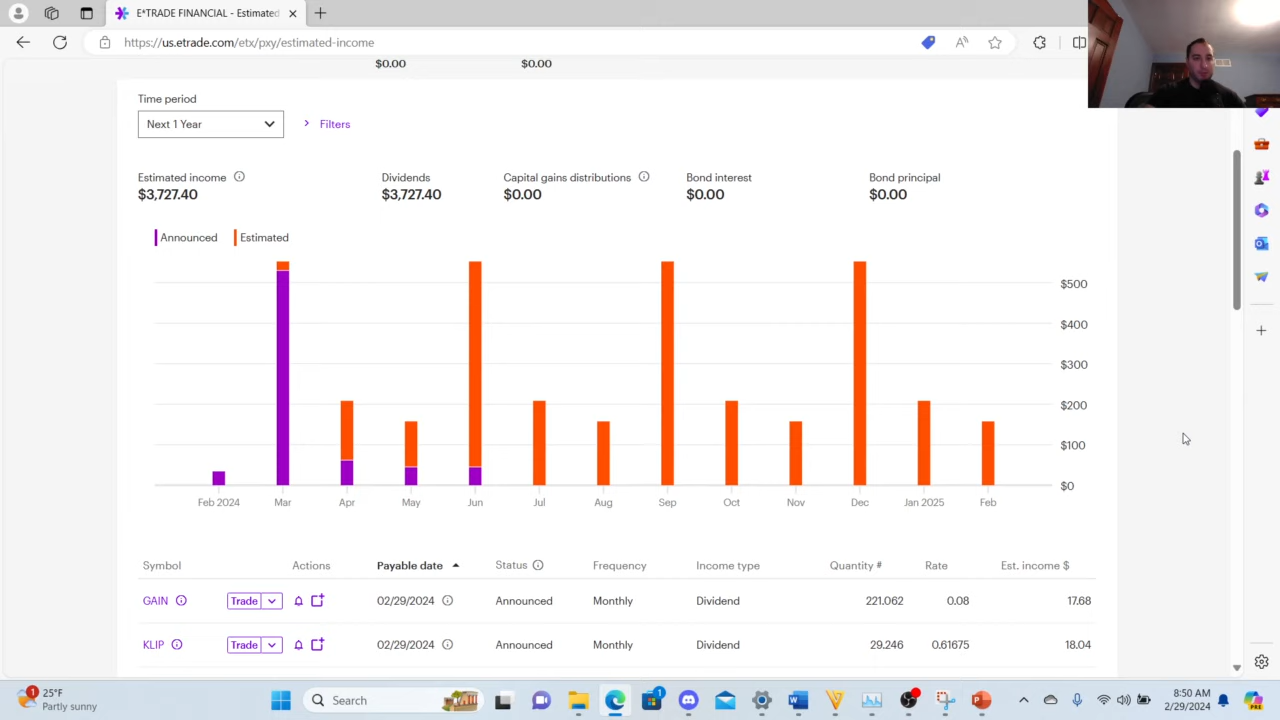 E*TRADE FINANCIAL - Estimated
https://us.etrade.com/etx/pxy/estimated-income
$0.00 $0.00
Time period
Next 1 Year
Filters
Estimated income Dividends Capital gains distributions Bond interest Bond principal
$3,727.40 $3,727.40 $0.00 $0.00 $0.00
Announced Estimated
$500
$400
$300
$200
$100
$0
Feb 2024 Mar Apr May Jun Jul Aug Sep Oct Nov Dec Jan 2025 Feb
Symbol Actions Payable date Status Frequency Income type Quantity # Rate Est. income $
GAIN Trade 02/29/2024 Announced Monthly Dividend 221.062 0.08 17.68
KLIP Trade 02/29/2024 Announced Monthly Dividend 29.246 0.61675 18.04
1 25°F
Partly sunny
Search
1
8:50 AM
2/29/2024
PRE